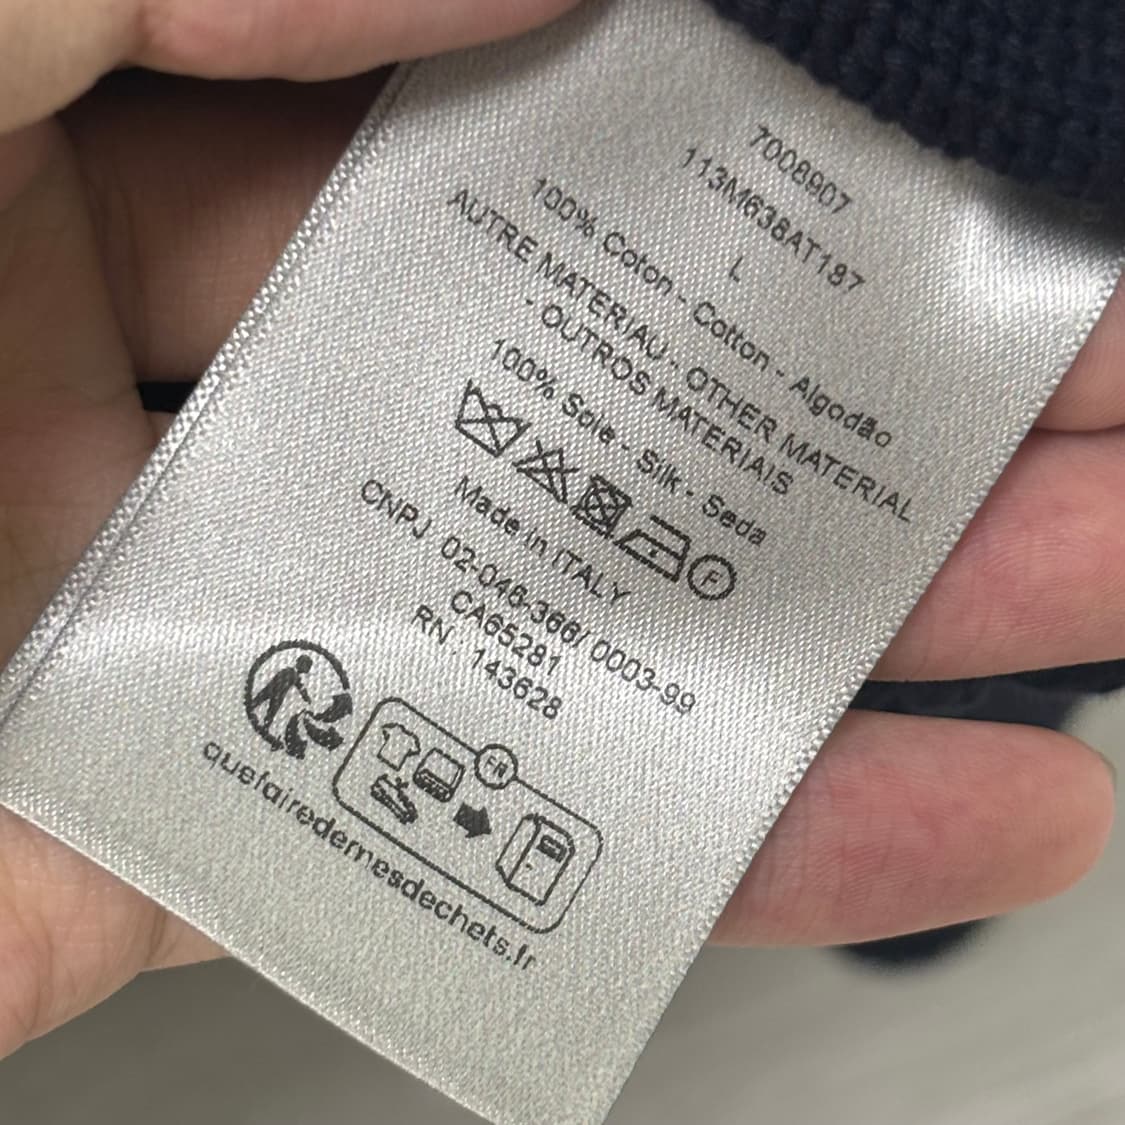 7008907
113M638AT187
L
100% Coton - Cotton - Algodão
AUTRE MATERIAU - OTHER MATERIAL
- OUTROS MATERIAIS
100% Soie - Silk - Seda
F
Made in ITALY
CNPJ 02-046-366/ 0003-99
CA65281
RN : 143628
FR
quefairedemesdechets.fr